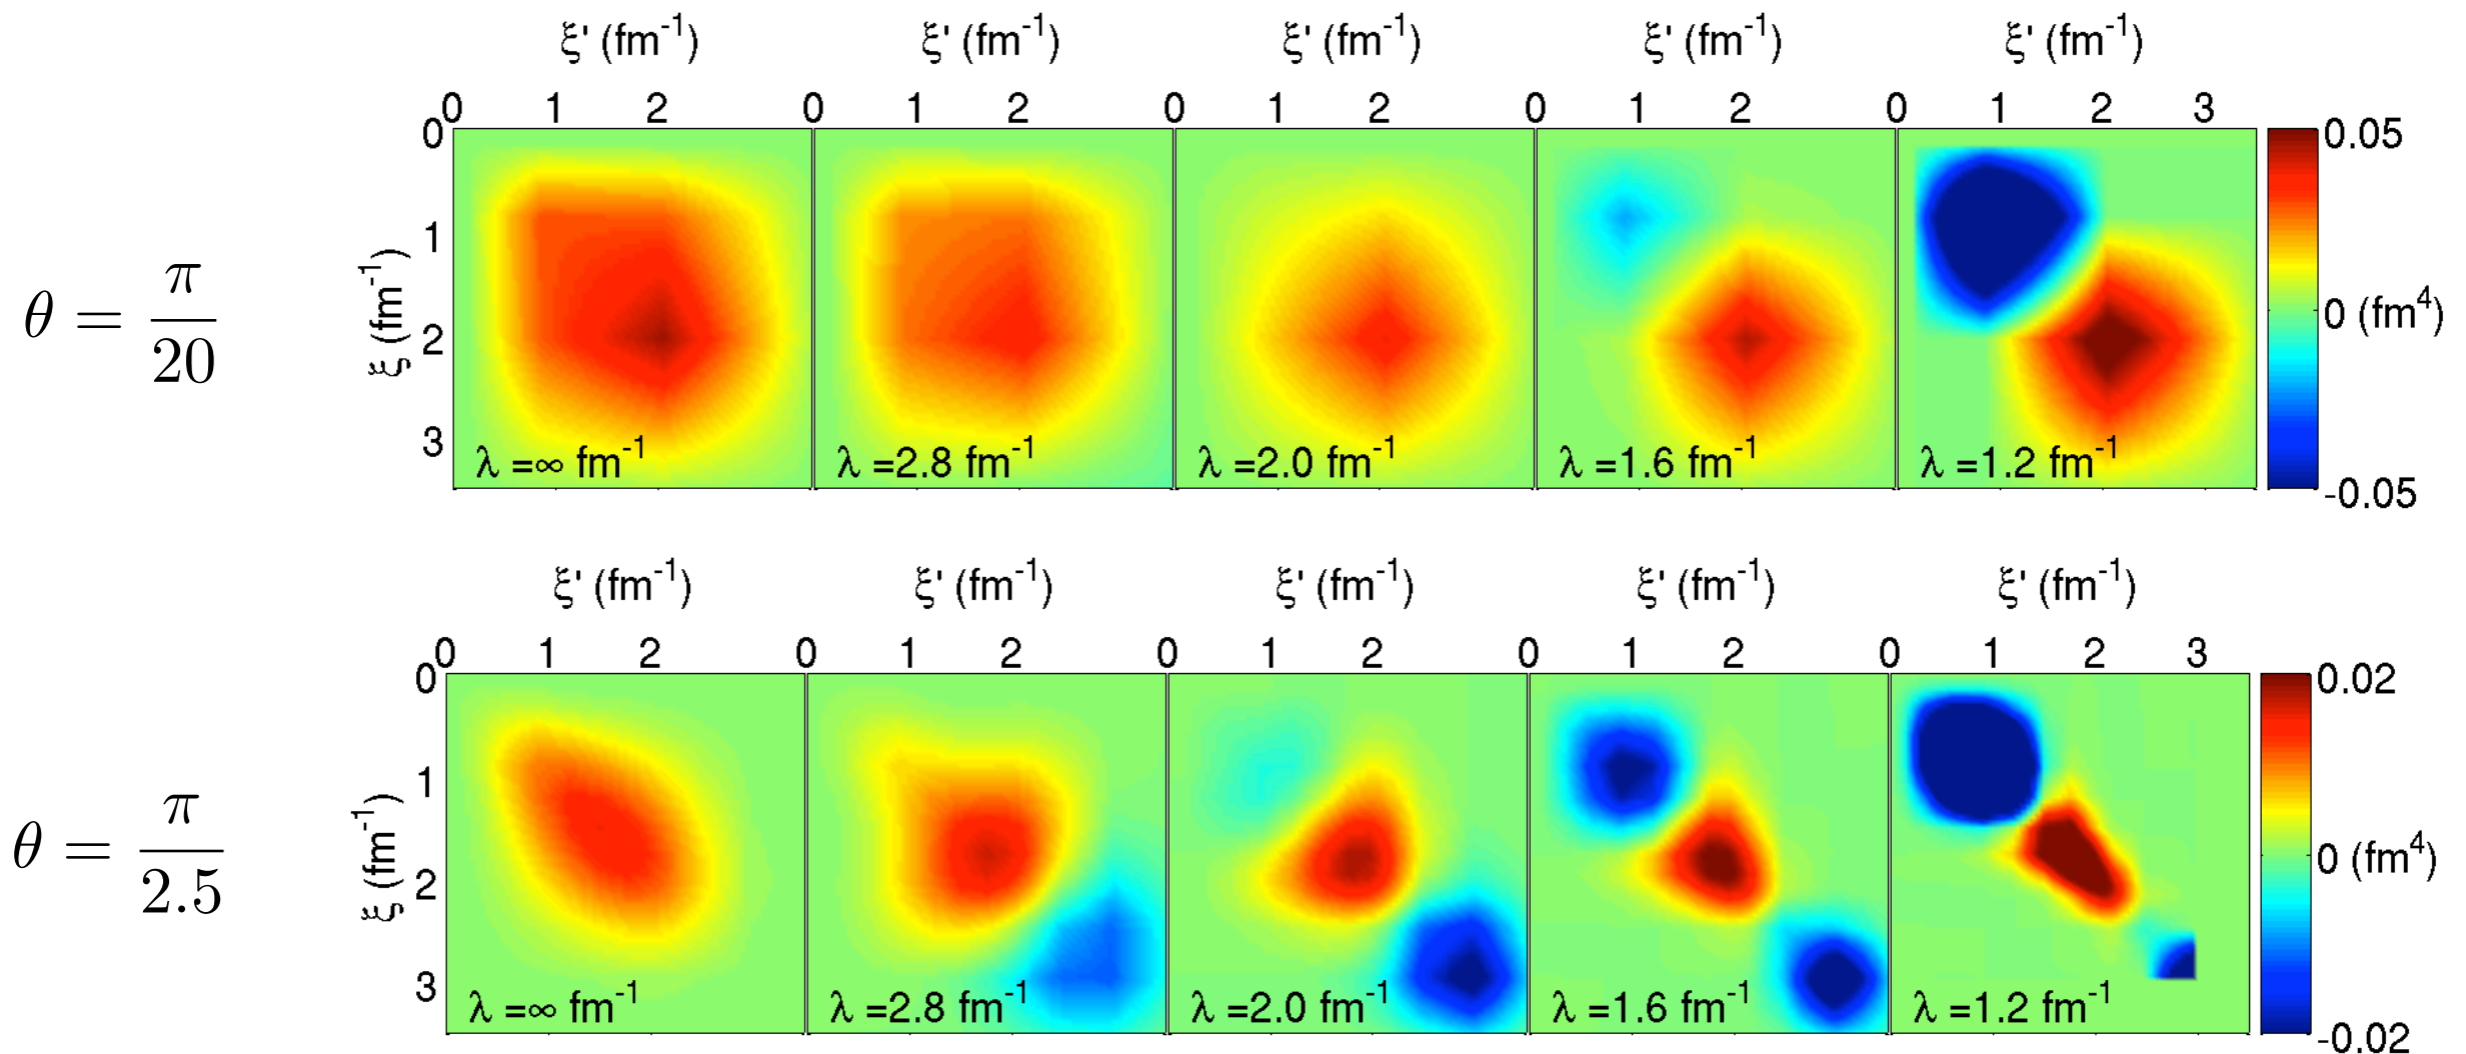 ξ' (fm⁻¹) ξ' (fm⁻¹) ξ' (fm⁻¹) ξ' (fm⁻¹) ξ' (fm⁻¹)
0 1 2 0 1 2 0 1 2 0 1 2 0 1 2 3
θ = π/20
ξ (fm⁻¹)
0
1
2
3
λ =∞ fm⁻¹ λ =2.8 fm⁻¹ λ =2.0 fm⁻¹ λ =1.6 fm⁻¹ λ =1.2 fm⁻¹
0.05
0 (fm⁴)
-0.05
ξ' (fm⁻¹) ξ' (fm⁻¹) ξ' (fm⁻¹) ξ' (fm⁻¹) ξ' (fm⁻¹)
0 1 2 0 1 2 0 1 2 0 1 2 0 1 2 3
θ = π/2.5
ξ (fm⁻¹)
0
1
2
3
λ =∞ fm⁻¹ λ =2.8 fm⁻¹ λ =2.0 fm⁻¹ λ =1.6 fm⁻¹ λ =1.2 fm⁻¹
0.02
0 (fm⁴)
-0.02